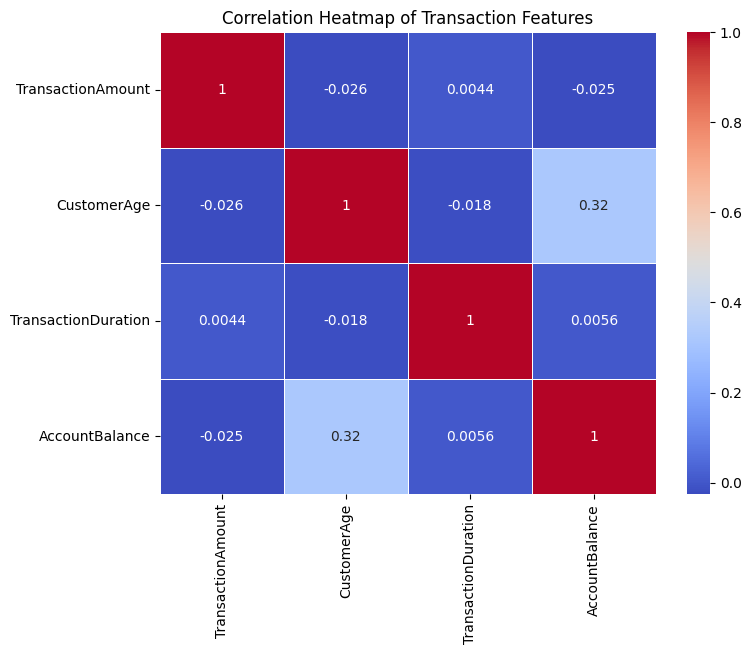 Correlation Heatmap of Transaction Features
TransactionAmount 1 -0.026 0.0044 -0.025
CustomerAge -0.026 1 -0.018 0.32
TransactionDuration 0.0044 -0.018 1 0.0056
AccountBalance -0.025 0.32 0.0056 1
TransactionAmount
CustomerAge
TransactionDuration
AccountBalance
1.0
0.8
0.6
0.4
0.2
0.0